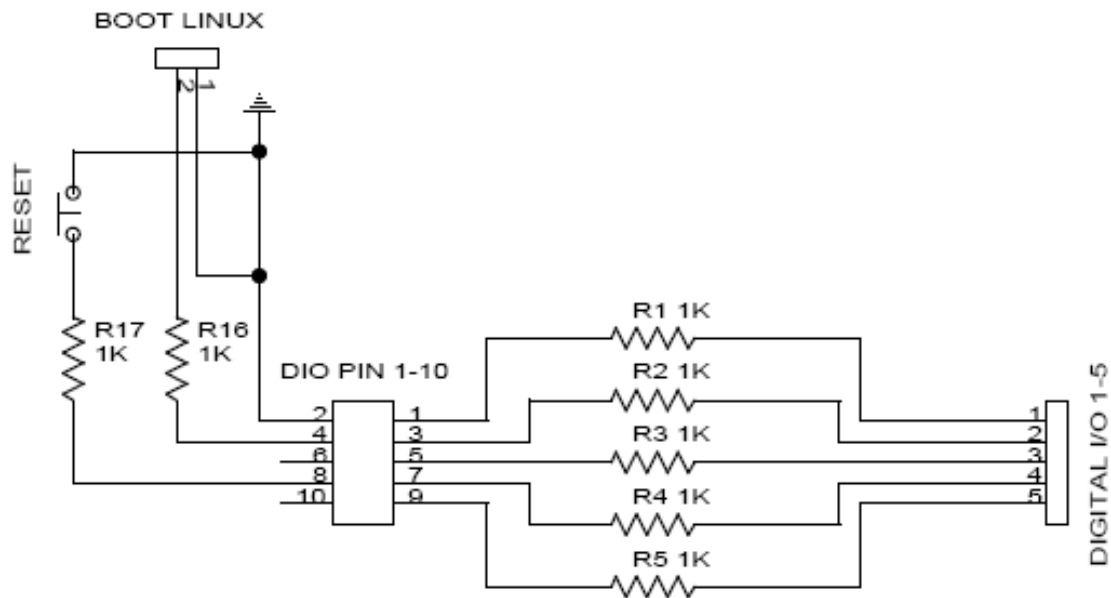 BOOT LINUX
2
1
RESET
R17
1K
R16
1K
DIO PIN 1-10
2
4
6
8
10
1
3
5
7
9
R1 1K
R2 1K
R3 1K
R4 1K
R5 1K
1
2
3
4
5
DIGITAL I/O 1-5